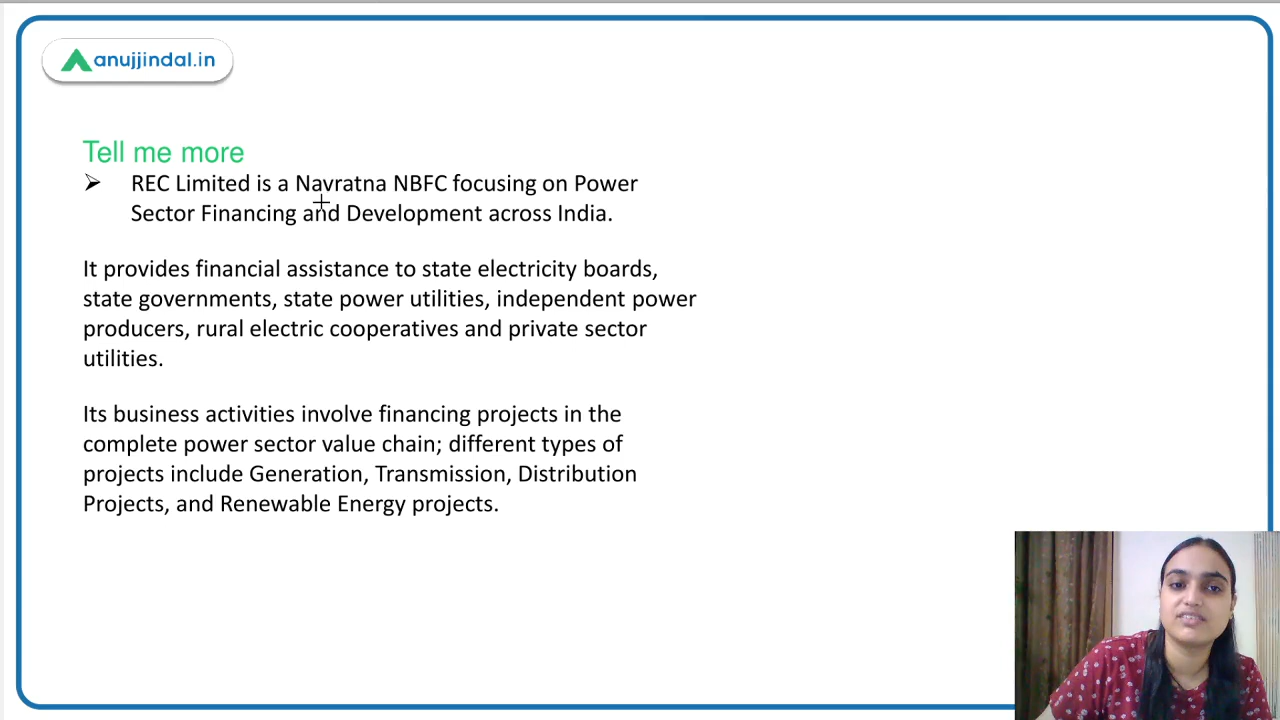 anujjindal.in
Tell me more
➢ REC Limited is a Navratna NBFC focusing on Power
Sector Financing and Development across India.
It provides financial assistance to state electricity boards,
state governments, state power utilities, independent power
producers, rural electric cooperatives and private sector
utilities.
Its business activities involve financing projects in the
complete power sector value chain; different types of
projects include Generation, Transmission, Distribution
Projects, and Renewable Energy projects.